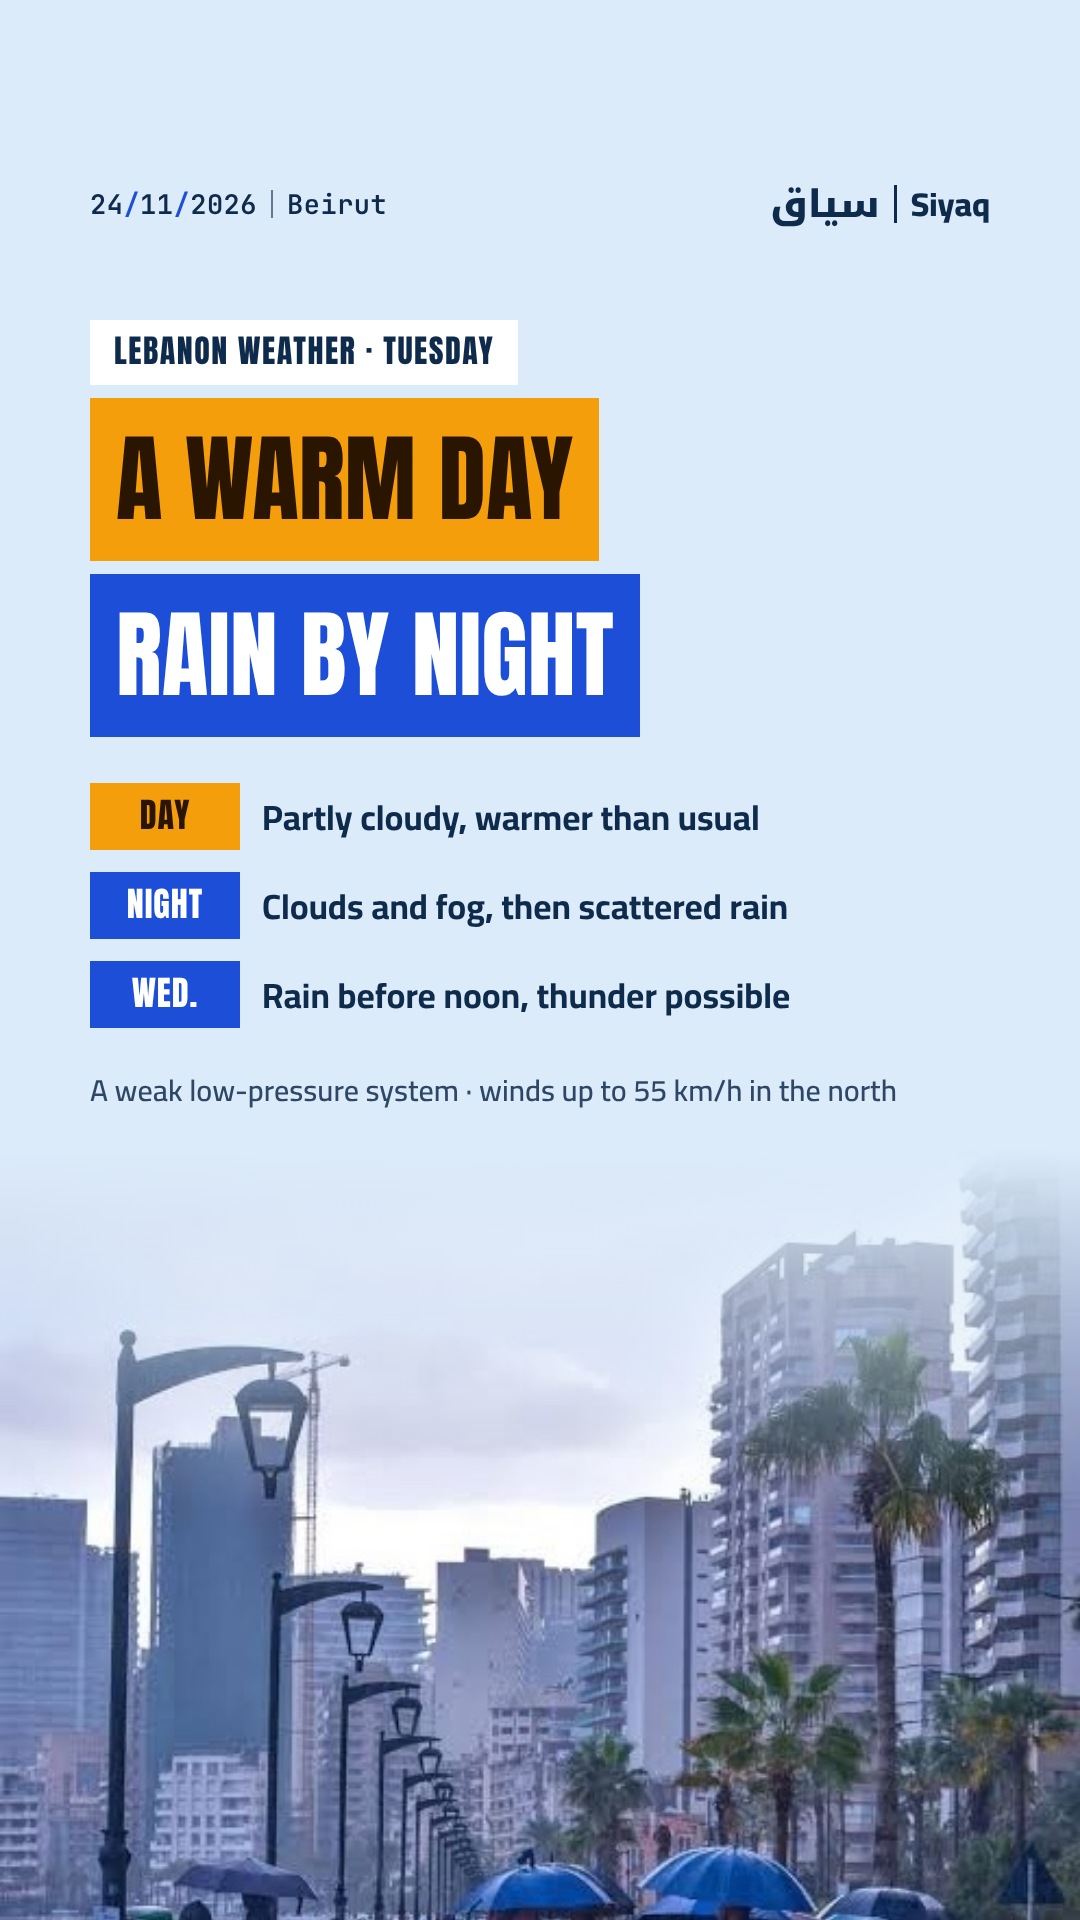 24/11/2026 | Beirut
سياق | Siyaq
LEBANON WEATHER · TUESDAY
A WARM DAY
RAIN BY NIGHT
DAY Partly cloudy, warmer than usual
NIGHT Clouds and fog, then scattered rain
WED. Rain before noon, thunder possible
A weak low-pressure system · winds up to 55 km/h in the north